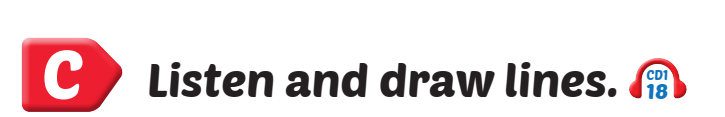 C Listen and draw lines. CD1
18